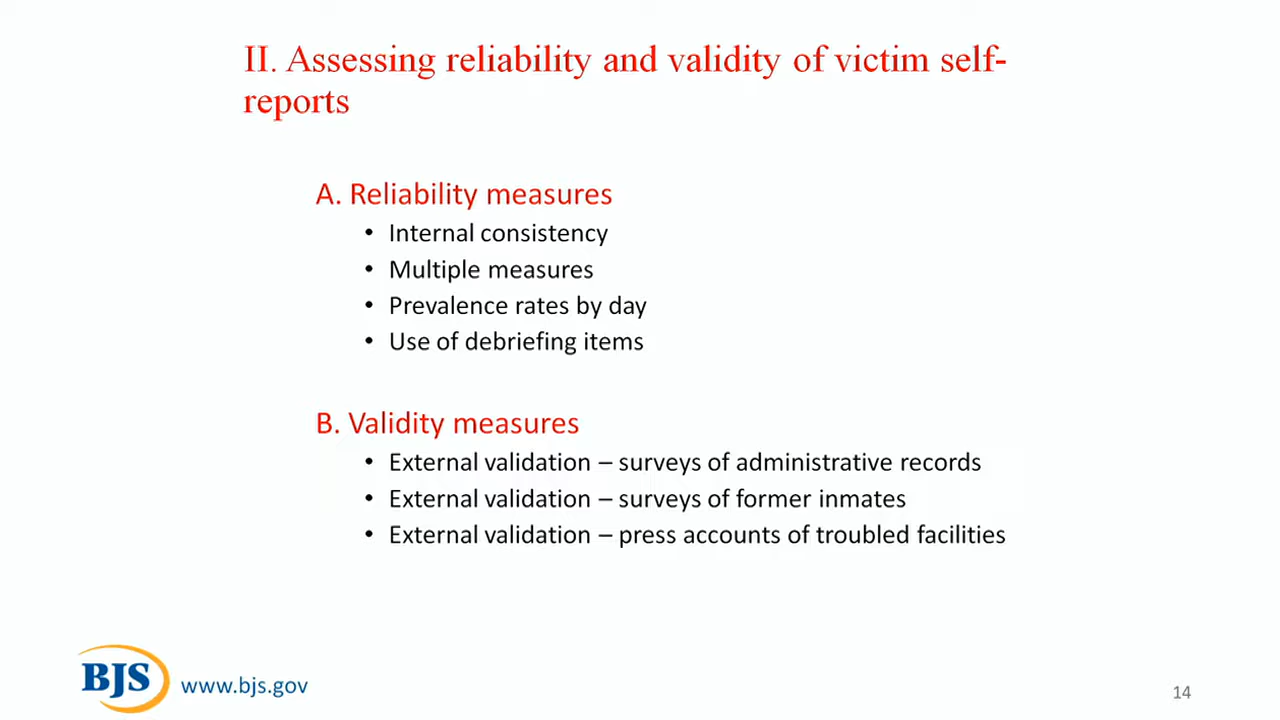 II. Assessing reliability and validity of victim self-
reports
A. Reliability measures
• Internal consistency
• Multiple measures
• Prevalence rates by day
• Use of debriefing items
B. Validity measures
• External validation – surveys of administrative records
• External validation – surveys of former inmates
• External validation – press accounts of troubled facilities
BJS www.bjs.gov
14